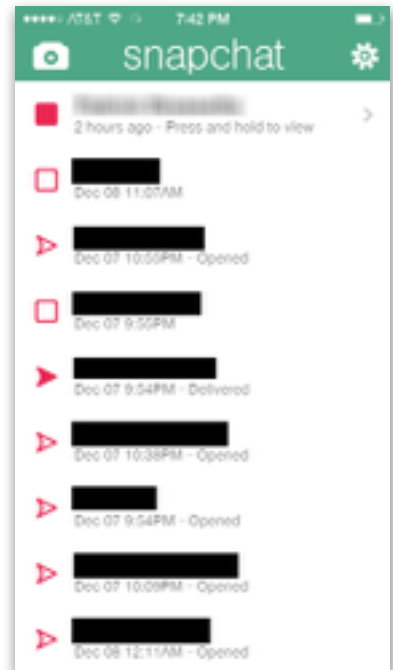 AT&T 7:42 PM
snapchat
2 hours ago - Press and hold to view
Dec 08 11:07AM
Dec 07 10:55PM - Opened
Dec 07 9:55PM
Dec 07 9:54PM - Delivered
Dec 07 10:38PM - Opened
Dec 07 9:54PM - Opened
Dec 07 10:09PM - Opened
Dec 08 12:11AM - Opened